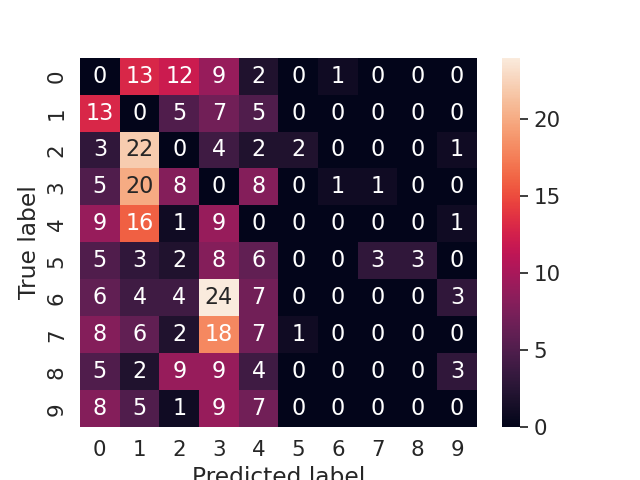 0 0 13 12 9 2 0 1 0 0 0
1 13 0 5 7 5 0 0 0 0 0
2 3 22 0 4 2 2 0 0 0 1
3 5 20 8 0 8 0 1 1 0 0
4 9 16 1 9 0 0 0 0 0 1
5 5 3 2 8 6 0 0 3 3 0
6 6 4 4 24 7 0 0 0 0 3
7 8 6 2 18 7 1 0 0 0 0
8 5 2 9 9 4 0 0 0 0 3
9 8 5 1 9 7 0 0 0 0 0
0 1 2 3 4 5 6 7 8 9
Predicted label
True label
20
15
10
5
0